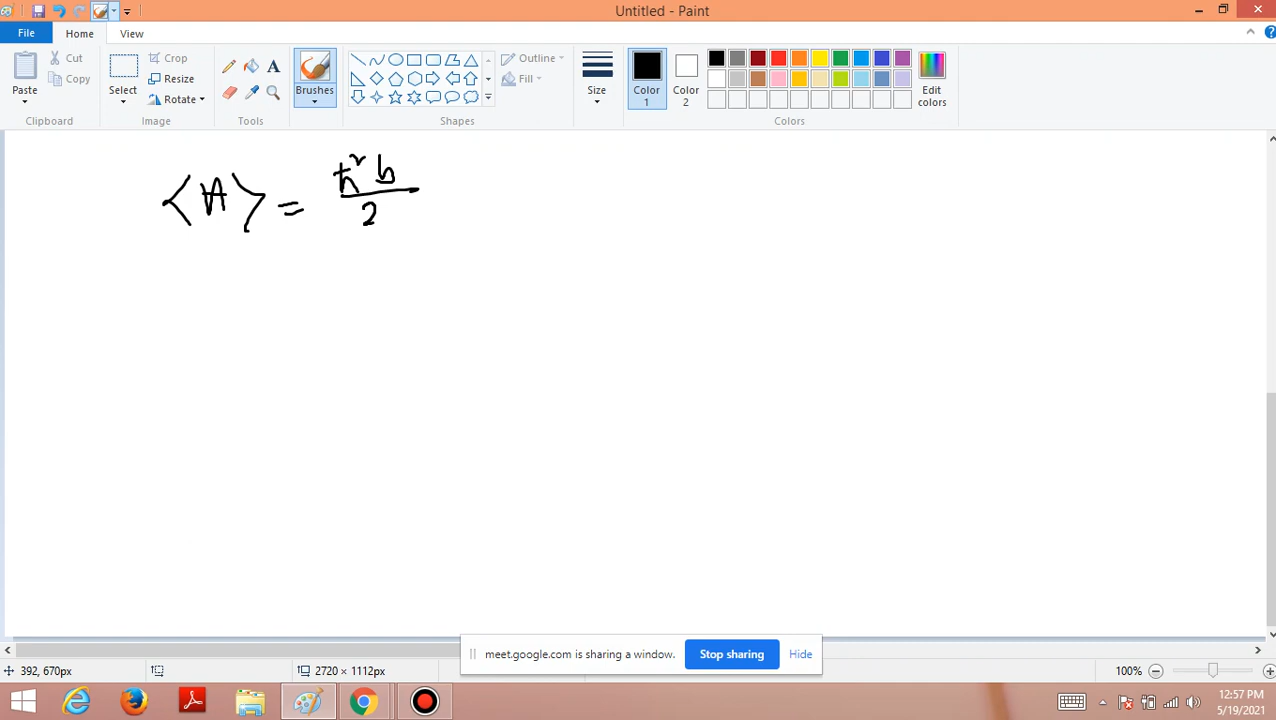 Untitled - Paint
File Home View
Paste Cut Copy Select Crop Resize Rotate Brushes Outline Fill Size Color 1 Color 2 Edit colors
Clipboard Image Tools Shapes Colors
⟨H⟩ = ħ² b / 2
meet.google.com is sharing a window. Stop sharing Hide
392, 670px 2720 × 1112px 100%
12:57 PM
5/19/2021